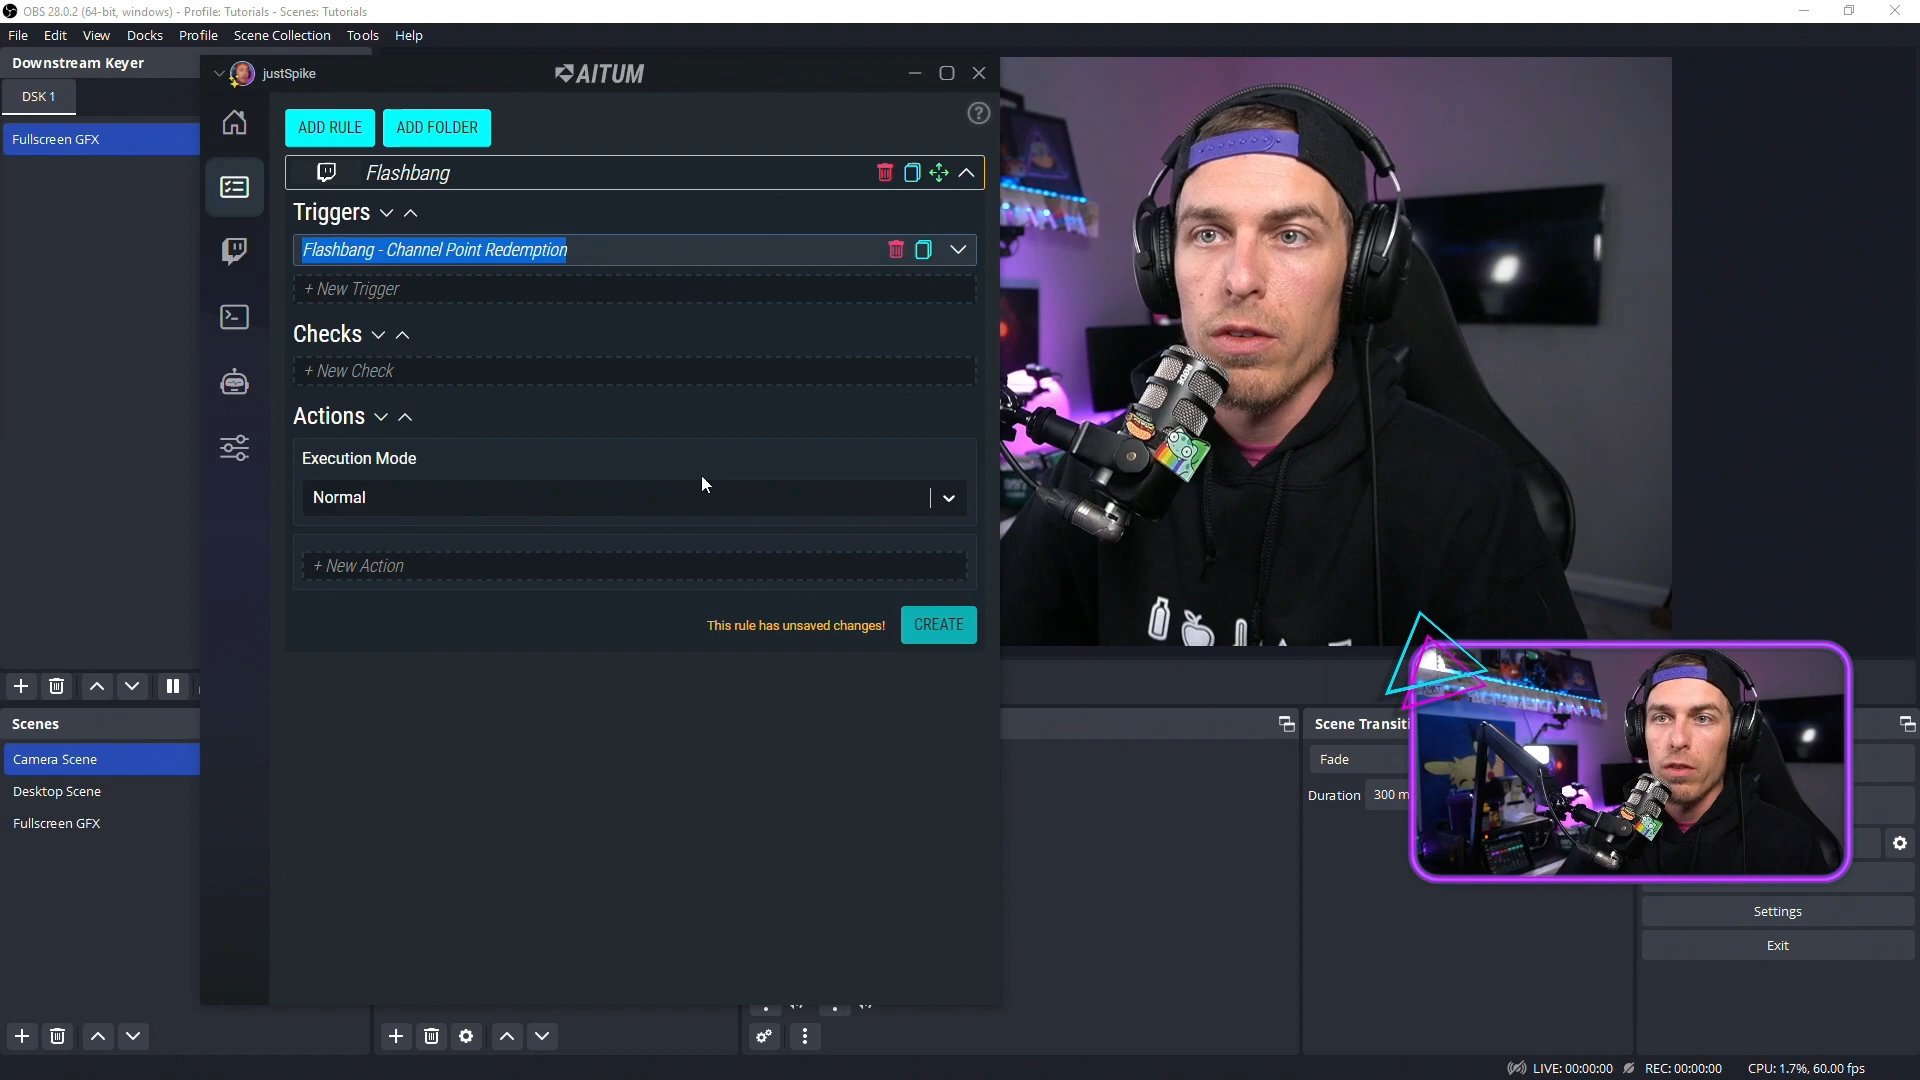 OBS 28.0.2 (64-bit, windows) - Profile: Tutorials - Scenes: Tutorials
File Edit View Docks Profile Scene Collection Tools Help
Downstream Keyer
DSK 1
Fullscreen GFX
justSpike
AITUM
ADD RULE ADD FOLDER
Flashbang
Triggers
Flashbang - Channel Point Redemption
+ New Trigger
Checks
+ New Check
Actions
Execution Mode
Normal
+ New Action
This rule has unsaved changes! CREATE
RØDE
Scenes
Camera Scene
Desktop Scene
Fullscreen GFX
Scene Transiti
Fade
Duration 300 m
Settings
Exit
LIVE: 00:00:00 REC: 00:00:00 CPU: 1.7%, 60.00 fps